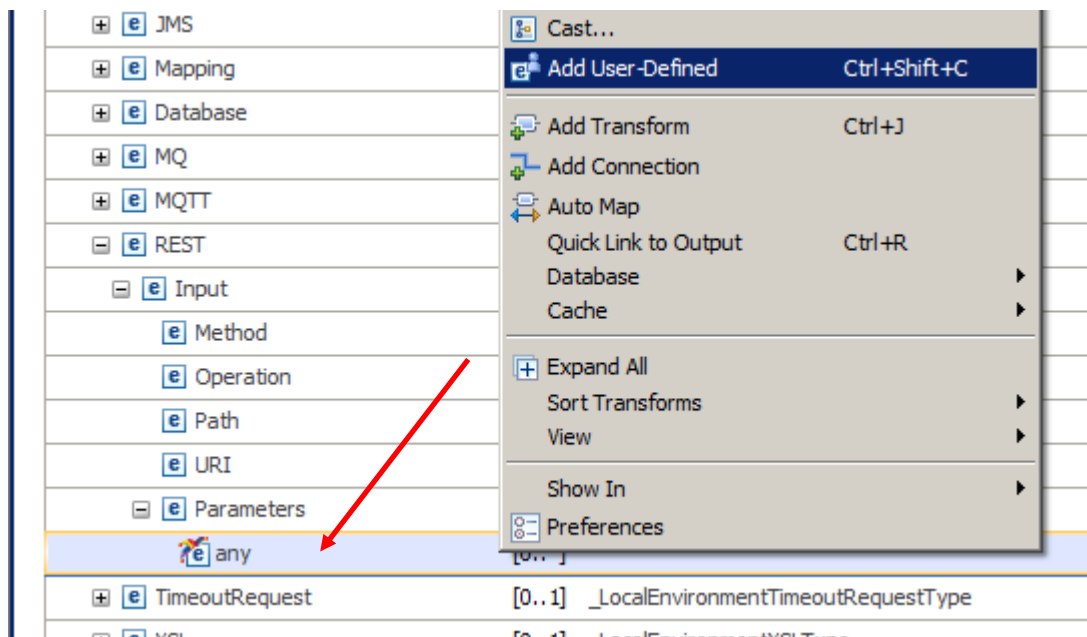 JMS
Mapping
Database
MQ
MQTT
REST
Input
Method
Operation
Path
URI
Parameters
any
TimeoutRequest [0..1] _LocalEnvironmentTimeoutRequestType
Cast...
Add User-Defined Ctrl+Shift+C
Add Transform Ctrl+J
Add Connection
Auto Map
Quick Link to Output Ctrl+R
Database
Cache
Expand All
Sort Transforms
View
Show In
Preferences